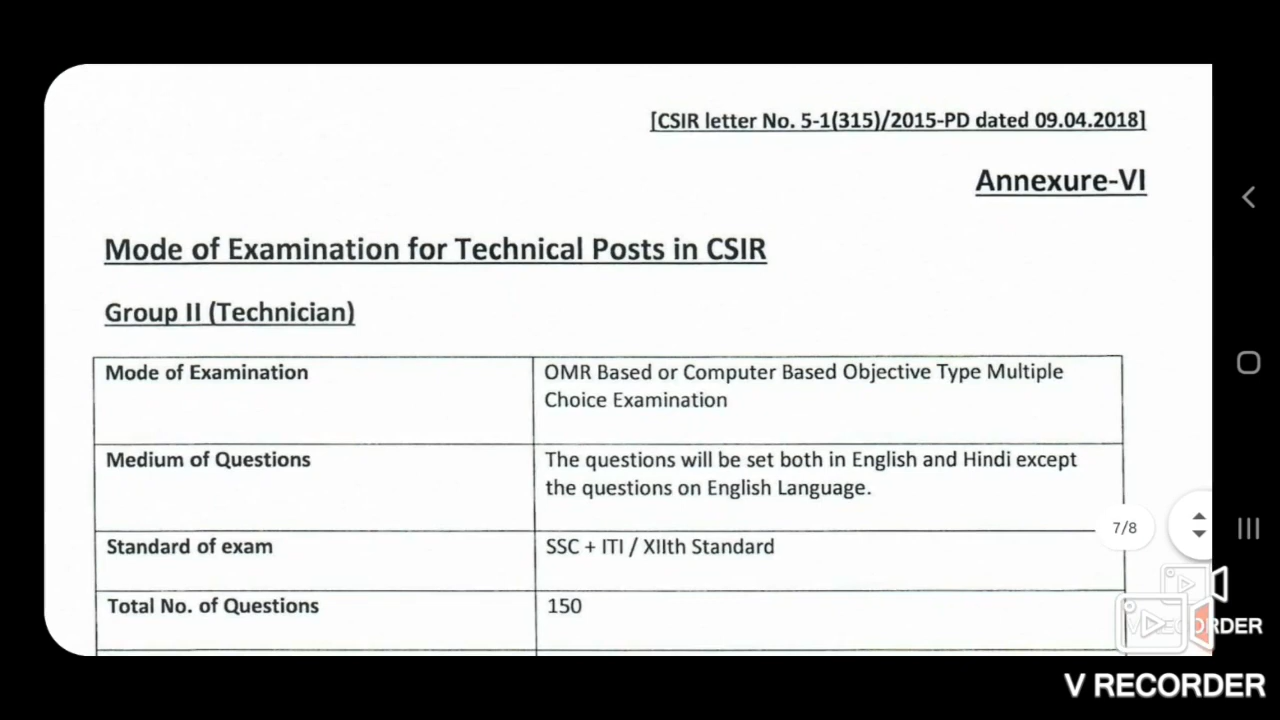 [CSIR letter No. 5-1(315)/2015-PD dated 09.04.2018]
Annexure-VI
Mode of Examination for Technical Posts in CSIR
Group II (Technician)
Mode of Examination
OMR Based or Computer Based Objective Type Multiple
Choice Examination
Medium of Questions
The questions will be set both in English and Hindi except
the questions on English Language.
7/8
Standard of exam
SSC + ITI / XIIth Standard
Total No. of Questions
150
V RECORDER